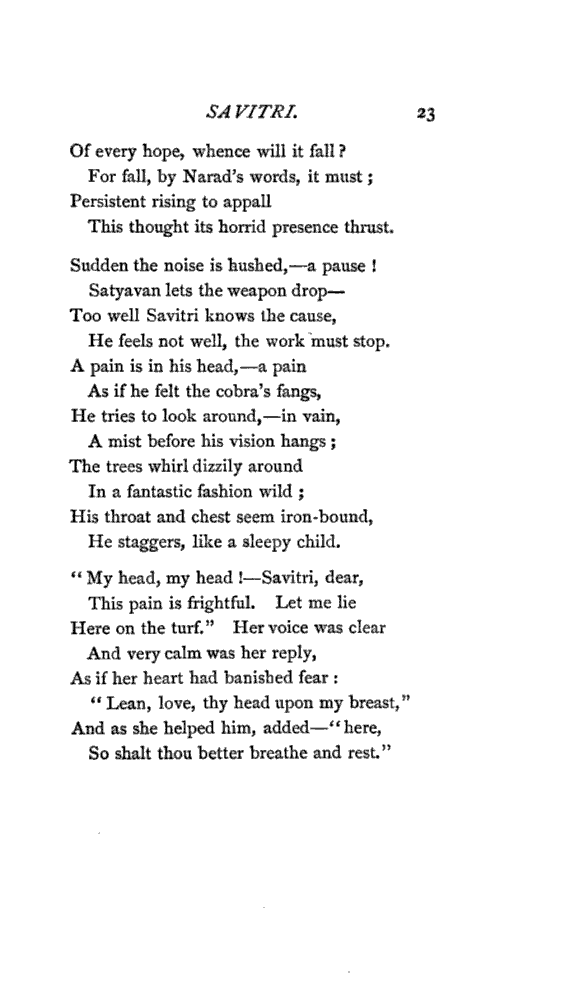 SAVITRI. 23
Of every hope, whence will it fall ?
For fall, by Narad's words, it must ;
Persistent rising to appall
This thought its horrid presence thrust.
Sudden the noise is hushed,—a pause !
Satyavan lets the weapon drop—
Too well Savitri knows the cause,
He feels not well, the work must stop.
A pain is in his head,—a pain
As if he felt the cobra's fangs,
He tries to look around,—in vain,
A mist before his vision hangs ;
The trees whirl dizzily around
In a fantastic fashion wild ;
His throat and chest seem iron-bound,
He staggers, like a sleepy child.
“ My head, my head !—Savitri, dear,
This pain is frightful. Let me lie
Here on the turf.” Her voice was clear
And very calm was her reply,
As if her heart had banished fear :
“ Lean, love, thy head upon my breast,”
And as she helped him, added—“ here,
So shalt thou better breathe and rest.”